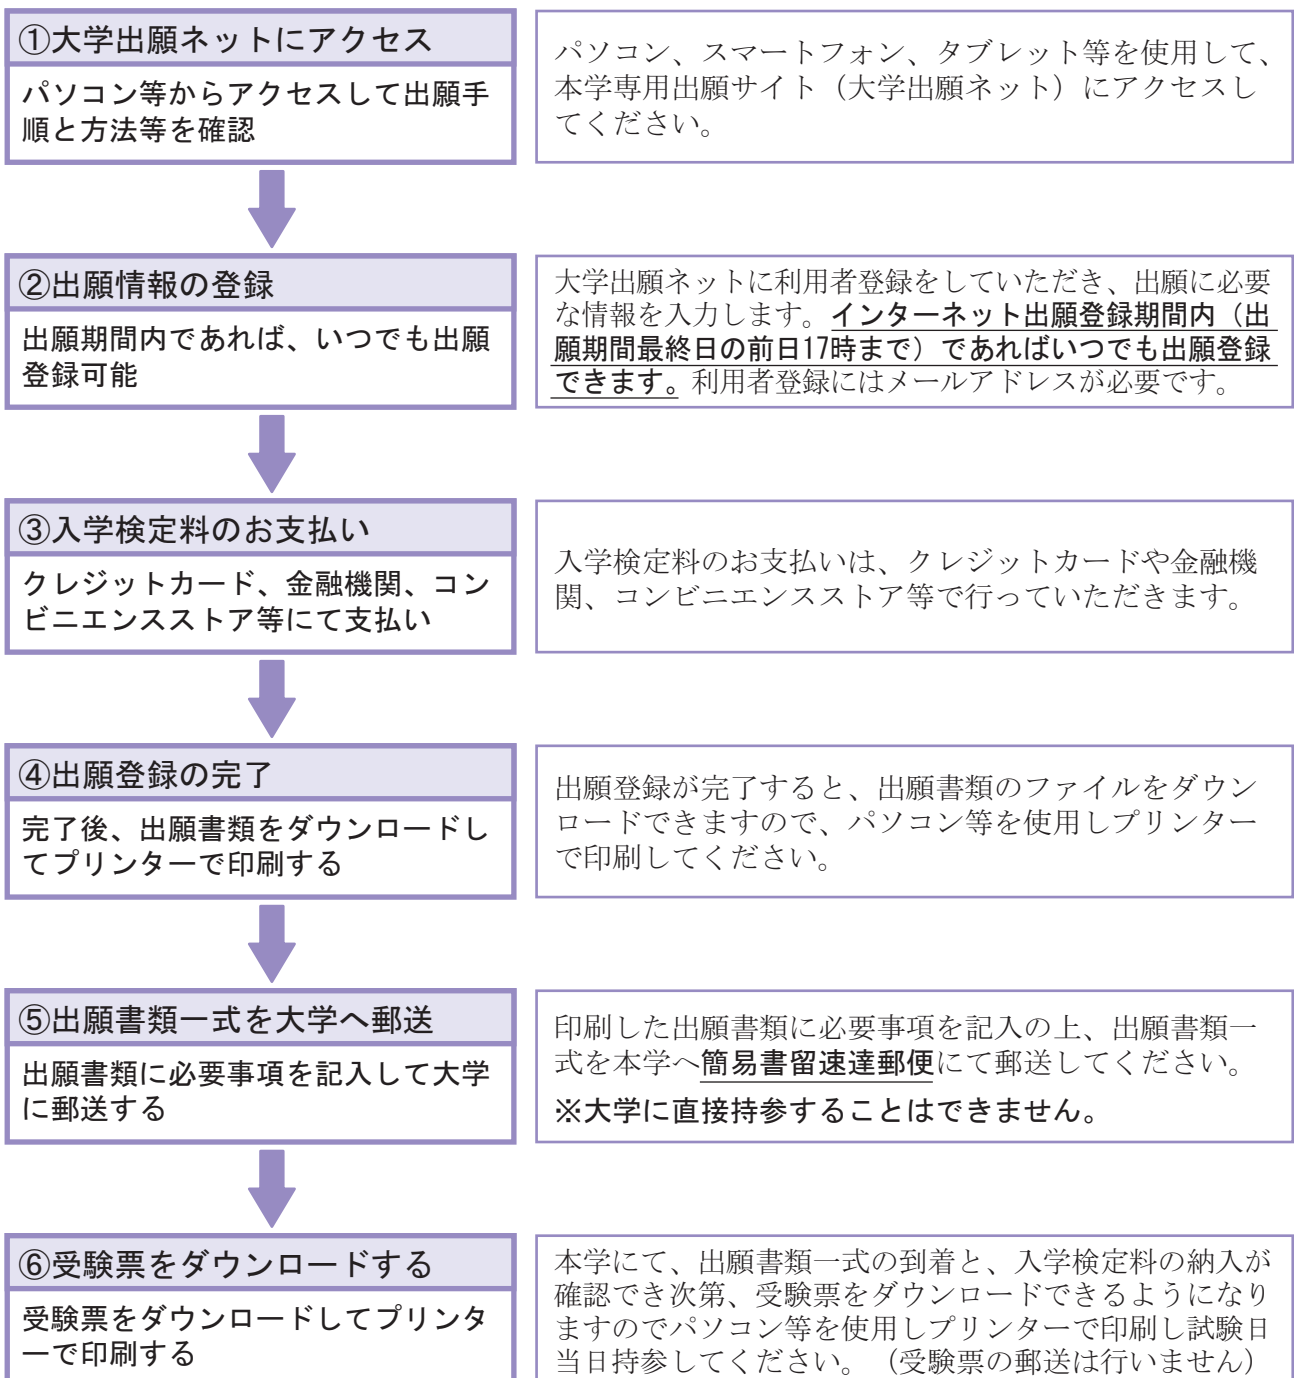 ①大学出願ネットにアクセス
パソコン等からアクセスして出願手
順と方法等を確認
パソコン、スマートフォン、タブレット等を使用して、
本学専用出願サイト（大学出願ネット）にアクセスし
てください。
②出願情報の登録
出願期間内であれば、いつでも出願
登録可能
大学出願ネットに利用者登録をしていただき、出願に必要
な情報を入力します。インターネット出願登録期間内（出
願期間最終日の前日17時まで）であればいつでも出願登録
できます。利用者登録にはメールアドレスが必要です。
③入学検定料のお支払い
クレジットカード、金融機関、コン
ビニエンスストア等にて支払い
入学検定料のお支払いは、クレジットカードや金融機
関、コンビニエンスストア等で行っていただきます。
④出願登録の完了
完了後、出願書類をダウンロードし
てプリンターで印刷する
出願登録が完了すると、出願書類のファイルをダウン
ロードできますので、パソコン等を使用しプリンター
で印刷してください。
⑤出願書類一式を大学へ郵送
出願書類に必要事項を記入して大学
に郵送する
印刷した出願書類に必要事項を記入の上、出願書類一
式を本学へ簡易書留速達郵便にて郵送してください。
※大学に直接持参することはできません。
⑥受験票をダウンロードする
受験票をダウンロードしてプリンタ
ーで印刷する
本学にて、出願書類一式の到着と、入学検定料の納入が
確認でき次第、受験票をダウンロードできるようになり
ますのでパソコン等を使用しプリンターで印刷し試験日
当日持参してください。（受験票の郵送は行いません）